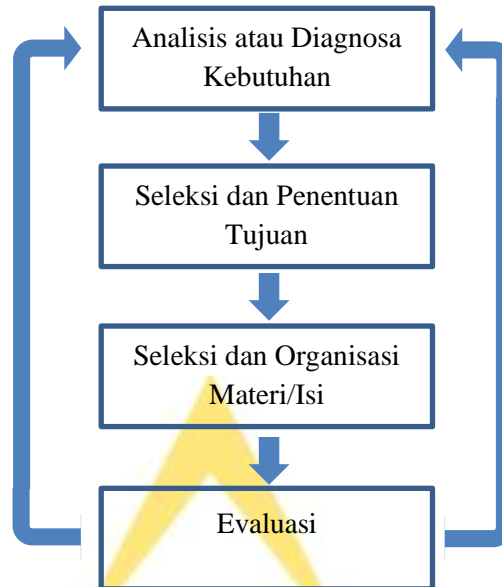 Analisis atau Diagnosa
Kebutuhan
Seleksi dan Penentuan
Tujuan
Seleksi dan Organisasi
Materi/Isi
Evaluasi